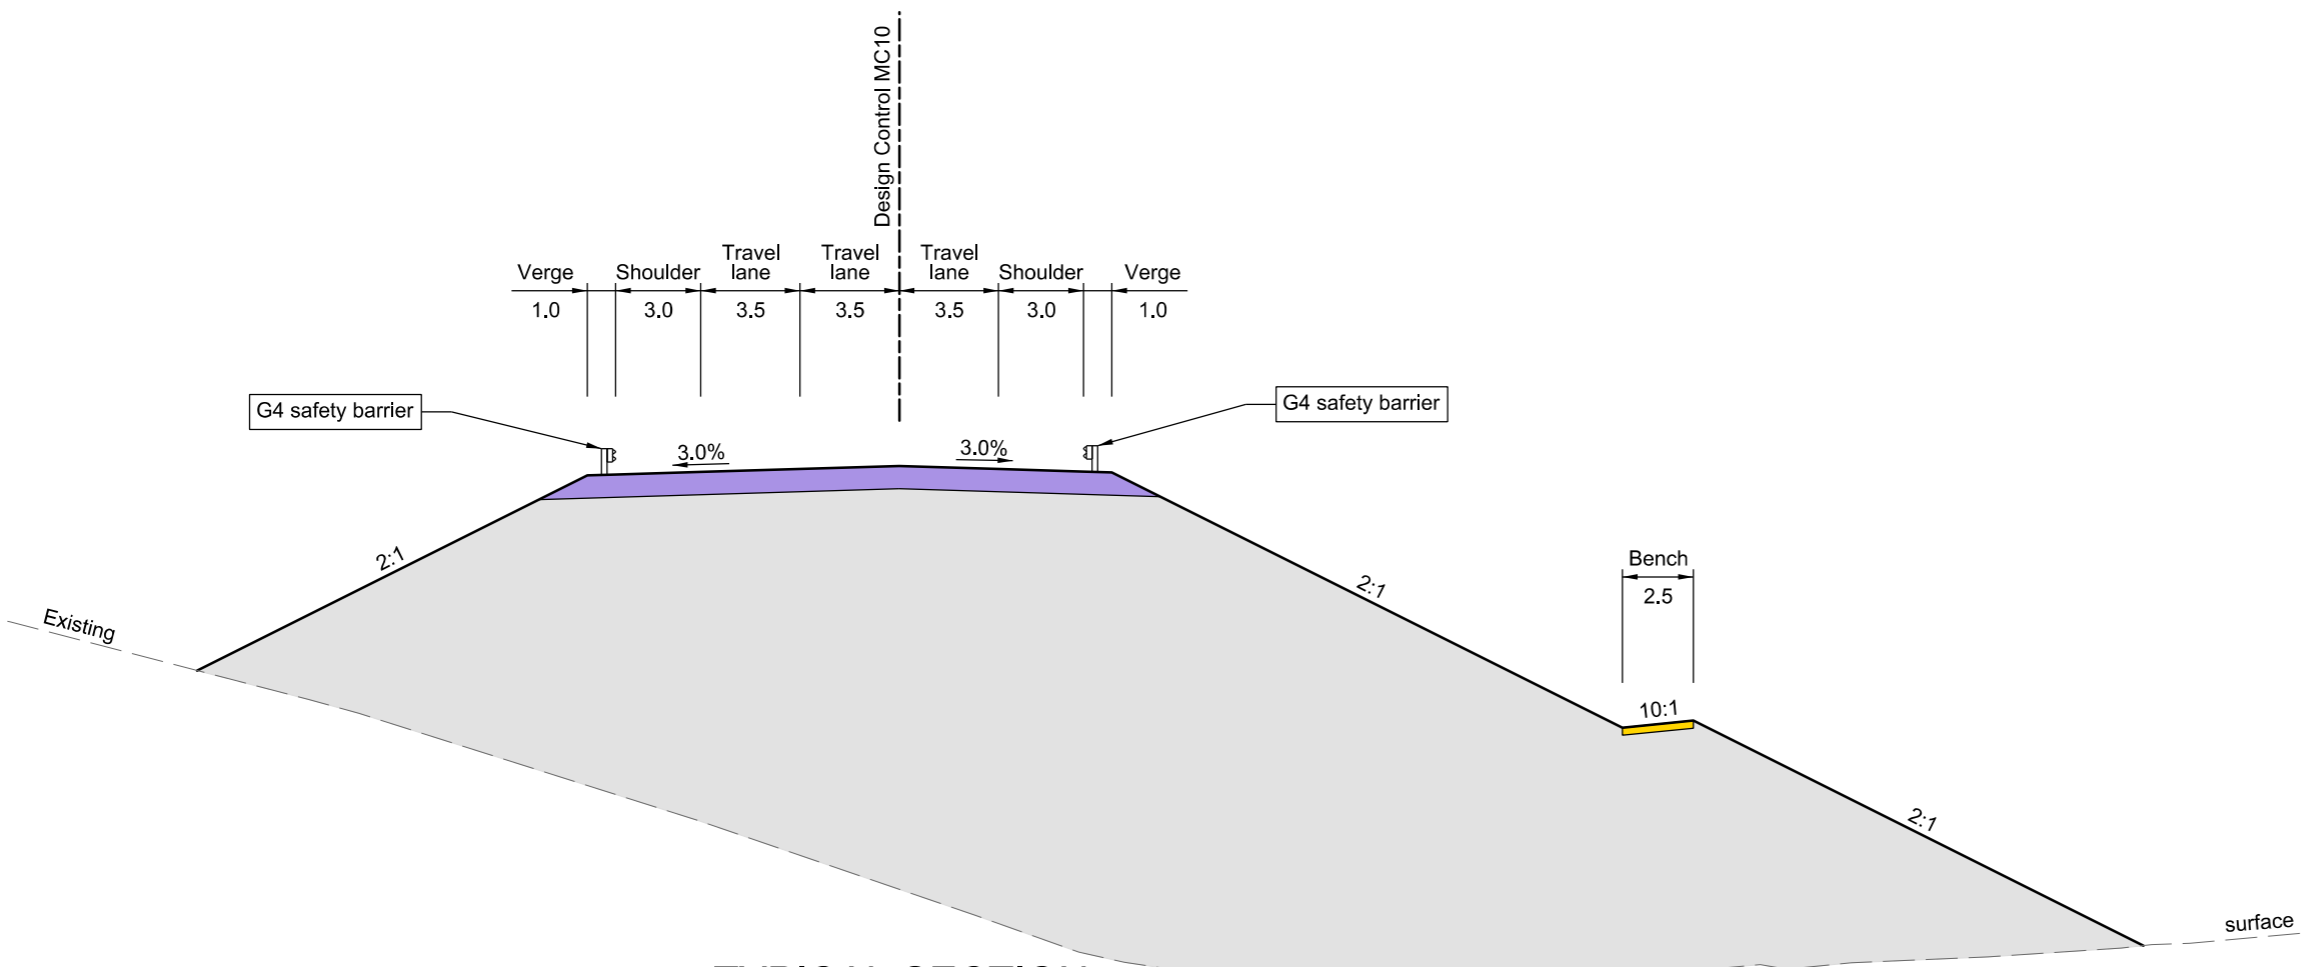 Design Control MC10
Travel
lane
Travel
lane
Travel
lane
Verge
Shoulder
Shoulder
Verge
1.0
3.0
3.5
3.5
3.5
3.0
1.0
G4 safety barrier
G4 safety barrier
3.0%
3.0%
2:1
2:1
Bench
2.5
Existing
10:1
2:1
surface